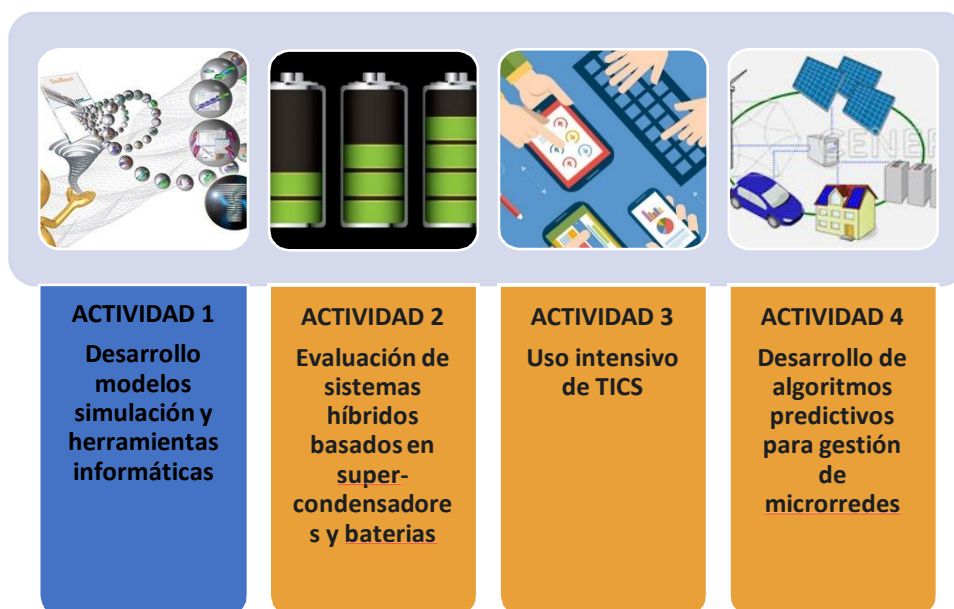 ACTIVIDAD 1
Desarrollo
modelos
simulación y
herramientas
informáticas
ACTIVIDAD 2
Evaluación de
sistemas
híbridos
basados en
super-
condensadore
s y baterias
ACTIVIDAD 3
Uso intensivo
de TICS
CENER
ACTIVIDAD 4
Desarrollo de
algoritmos
predictivos
para gestión
de
microrredes